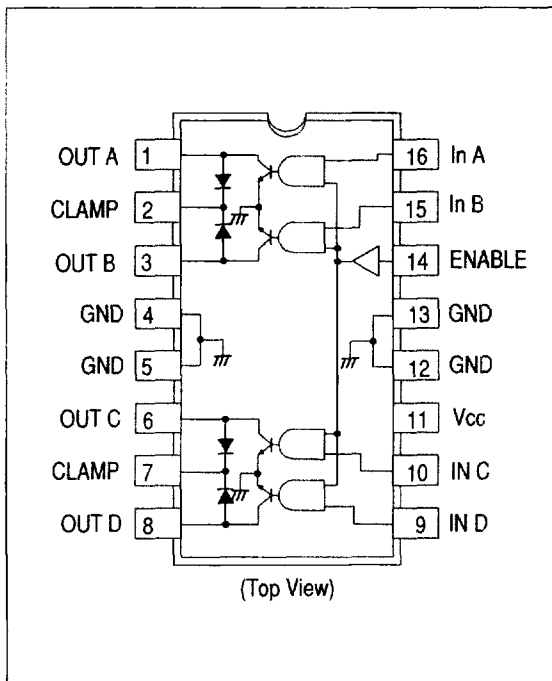 OUT A 1 16 In A
CLAMP 2 15 In B
OUT B 3 14 ENABLE
GND 4 13 GND
GND 5 12 GND
OUT C 6 11 Vcc
CLAMP 7 10 IN C
OUT D 8 9 IN D
(Top View)